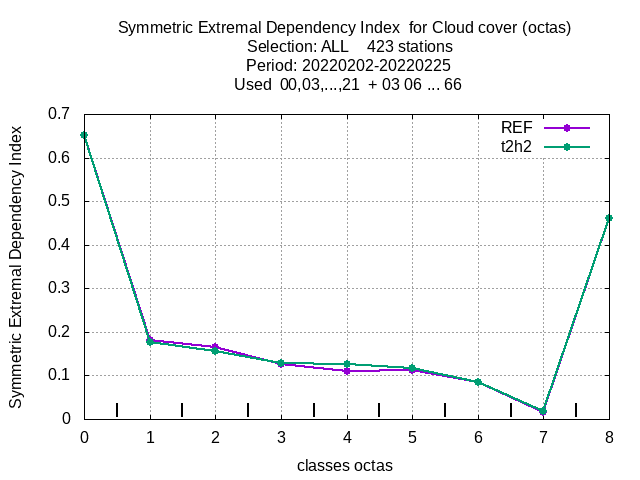 Symmetric Extremal Dependency Index  for Cloud cover (octas)
Selection: ALL    423 stations
Period: 20220202-20220225
Used  00,03,...,21  + 03 06 ... 66
REF
t2h2
Symmetric Extremal Dependency Index
0.7
0.6
0.5
0.4
0.3
0.2
0.1
0
0 1 2 3 4 5 6 7 8
classes octas